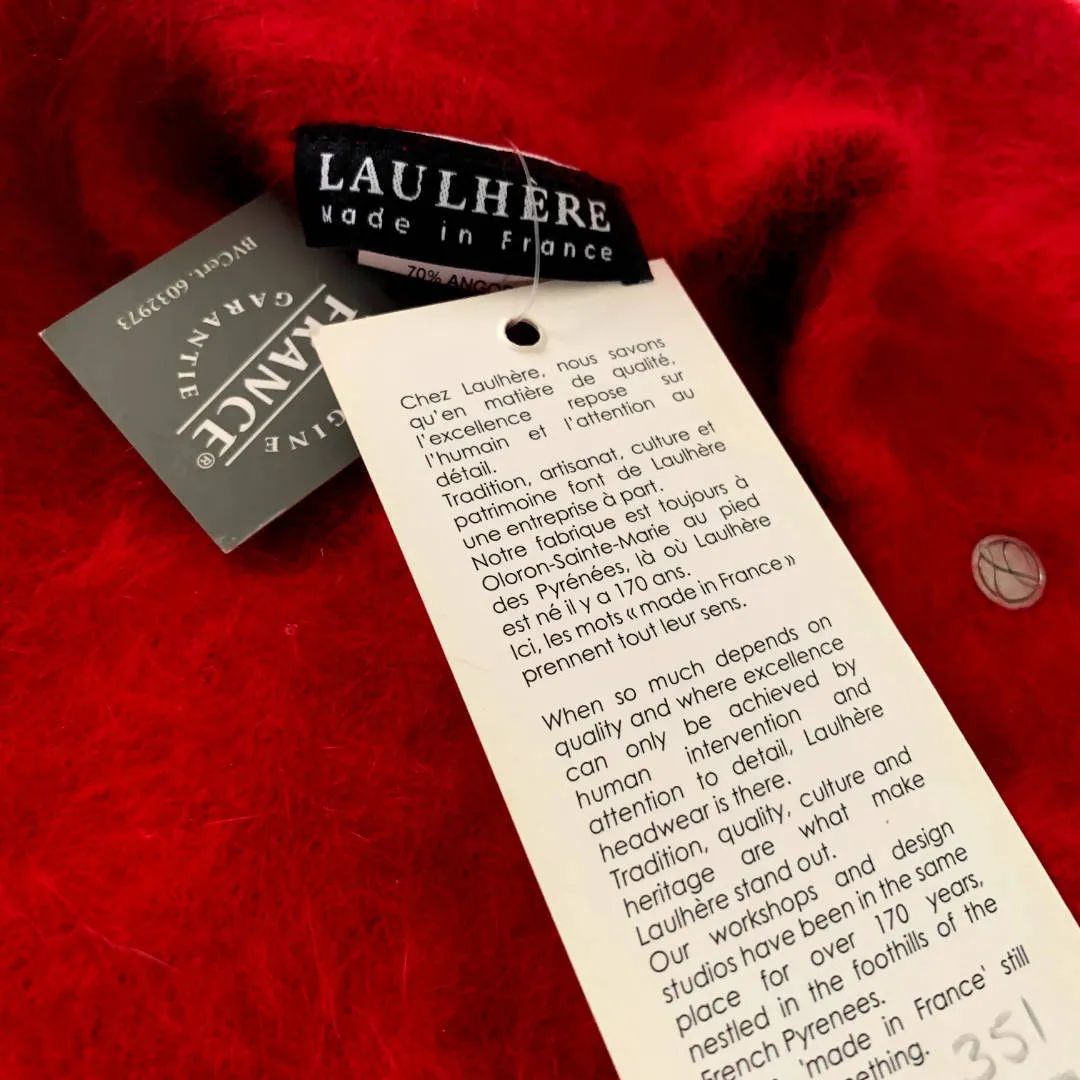 LAULHÈRE
Made in France
70%
BVCert. 6032973
GARANTIE
FRANCE
®
Chez Laulhère, nous savons
qu'en matière de qualité,
l'excellence repose sur
l'humain et l'attention au
détail.
Tradition, artisanat, culture et
patrimoine font de Laulhère
une entreprise à part.
Notre fabrique est toujours à
Oloron-Sainte-Marie au pied
des Pyrénées, là où Laulhère
est né il y a 170 ans.
Ici, les mots « made in France »
prennent tout leur sens.
When so much depends on
quality and where excellence
can only be achieved by
human intervention and
attention to detail, Laulhère
headwear is there.
Tradition, quality, culture and
heritage are what make
Laulhère stand out.
Our workshops and design
studios have been in the same
place for over 170 years,
nestled in the foothills of the
French Pyrenees.
'made in France' still
351